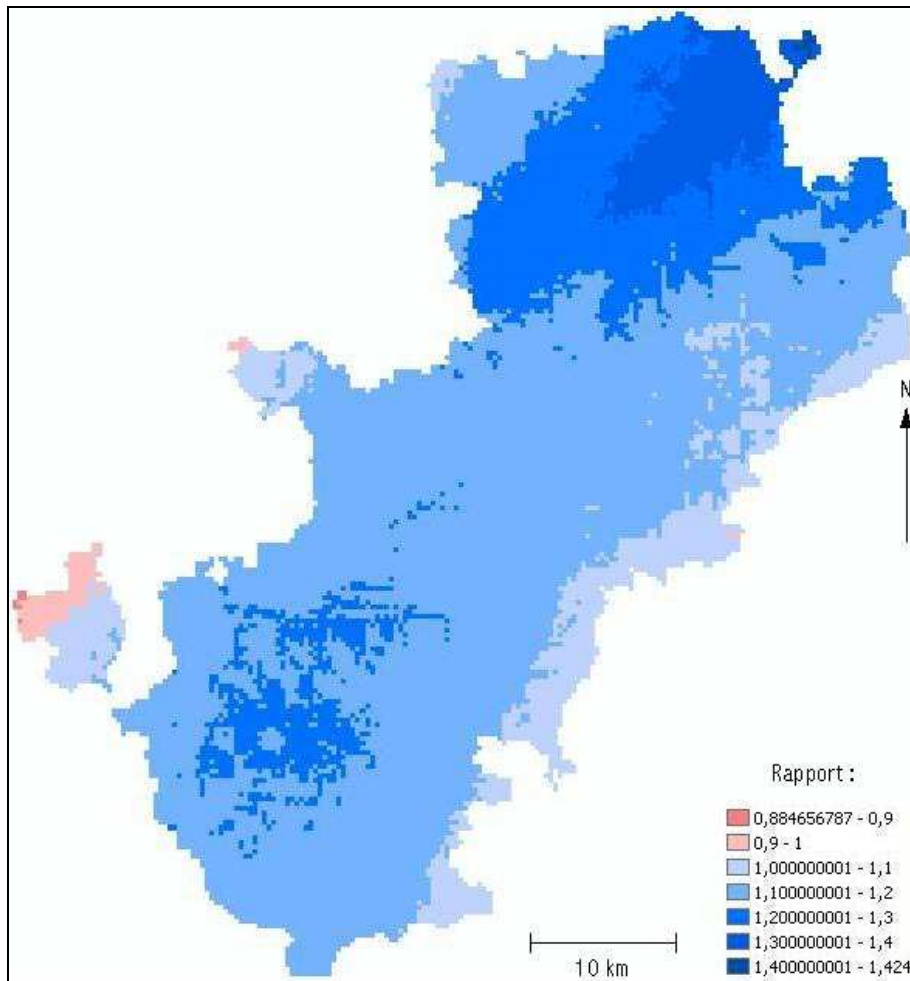 N
Rapport :
0,884656787 - 0,9
0,9 - 1
1,000000001 - 1,1
1,100000001 - 1,2
1,200000001 - 1,3
1,300000001 - 1,4
1,400000001 - 1,424
10 km